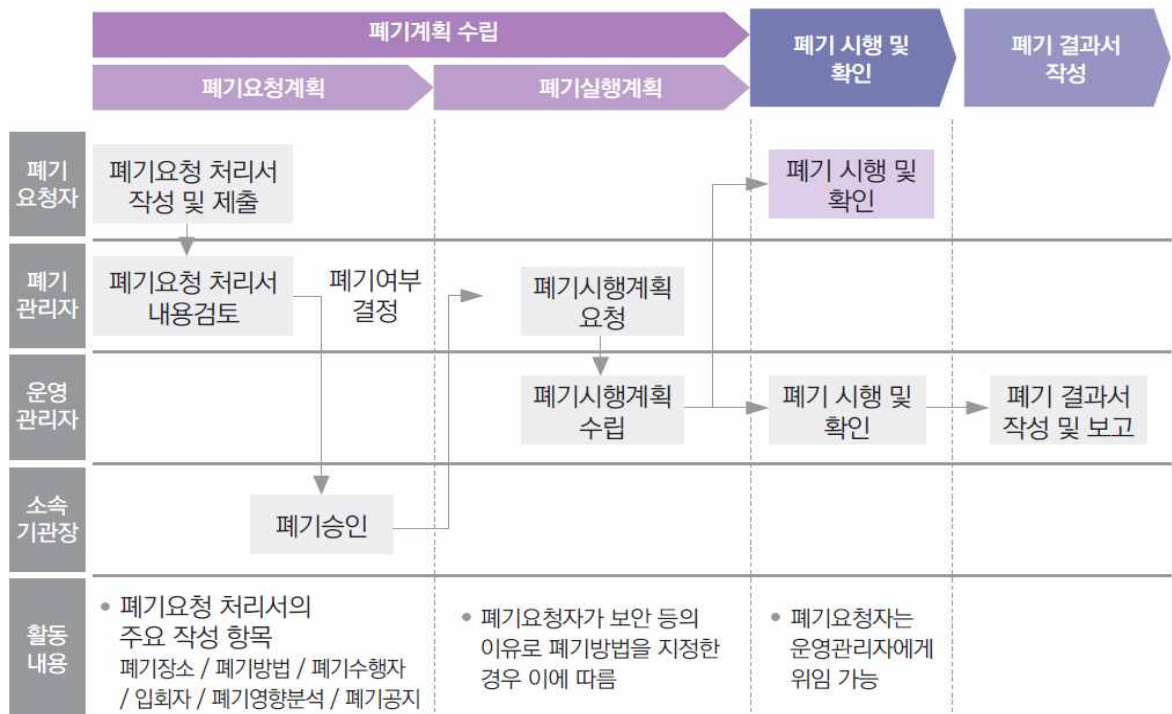 폐기계획 수립
폐기요청계획
폐기실행계획
폐기 시행 및
확인
폐기 결과서
작성
폐기
요청자
폐기요청 처리서
작성 및 제출
폐기 시행 및
확인
폐기
관리자
폐기요청 처리서
내용검토
폐기여부
결정
폐기시행계획
요청
운영
관리자
폐기시행계획
수립
폐기 시행 및
확인
폐기 결과서
작성 및 보고
소속
기관장
폐기승인
활동
내용
• 폐기요청 처리서의
주요 작성 항목
폐기장소 / 폐기방법 / 폐기수행자
/ 입회자 / 폐기영향분석 / 폐기공지
• 폐기요청자가 보안 등의
이유로 폐기방법을 지정한
경우 이에 따름
• 폐기요청자는
운영관리자에게
위임 가능